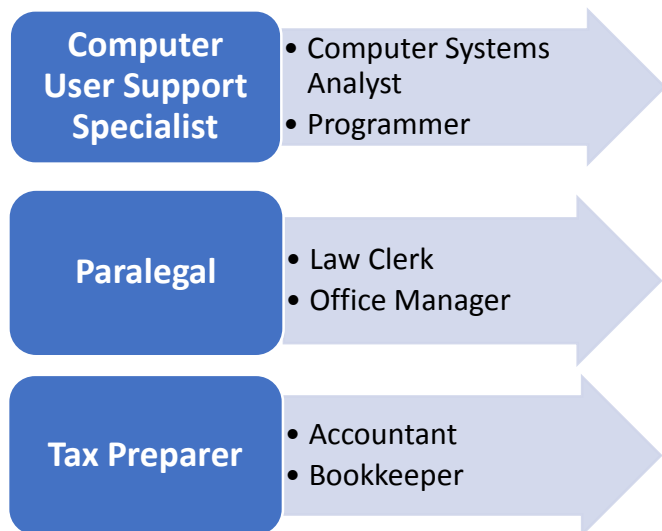 Computer
User Support
Specialist
• Computer Systems
Analyst
• Programmer
Paralegal
• Law Clerk
• Office Manager
Tax Preparer
• Accountant
• Bookkeeper